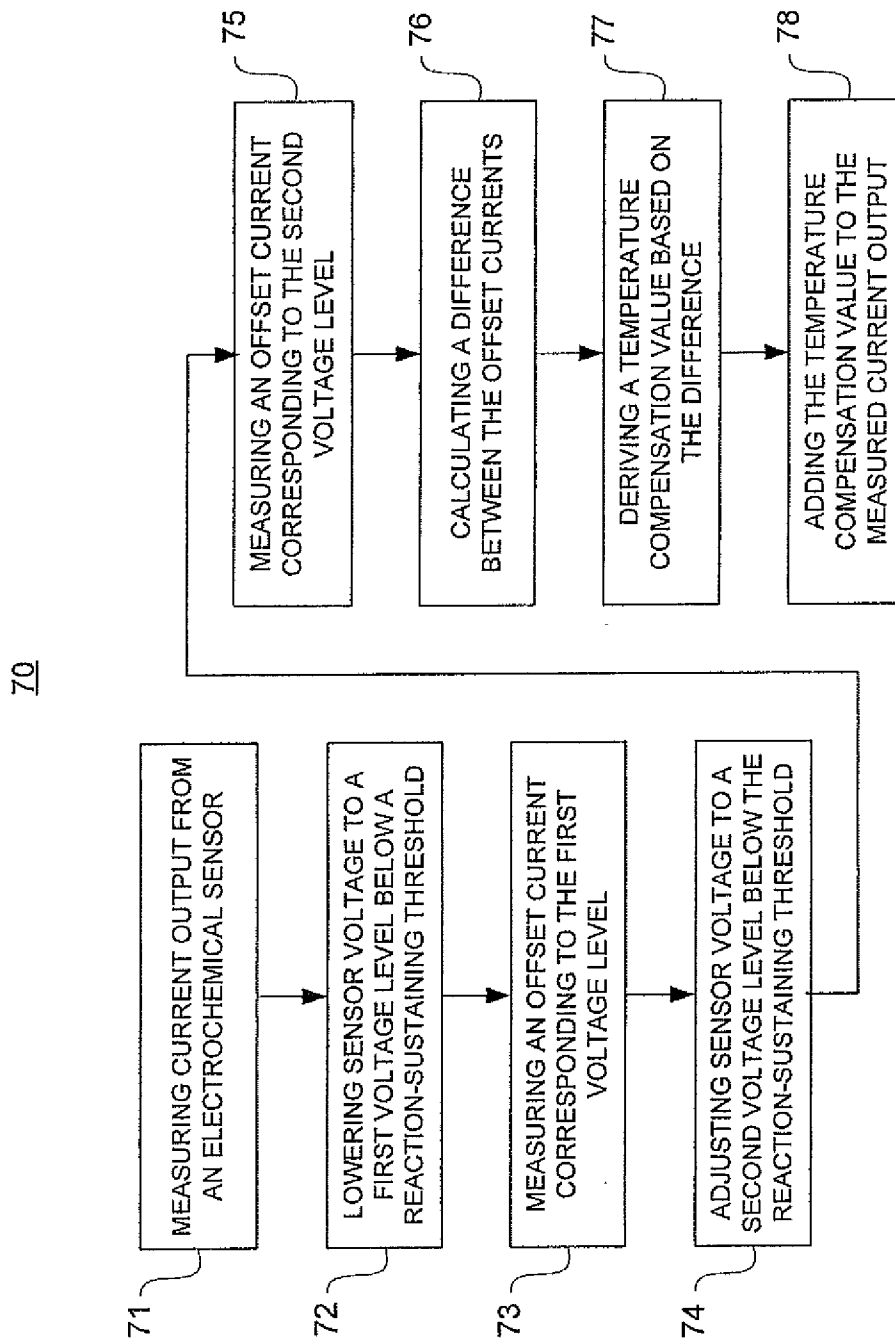 70
71
MEASURING CURRENT OUTPUT FROM
AN ELECTROCHEMICAL SENSOR
72
LOWERING SENSOR VOLTAGE TO A
FIRST VOLTAGE LEVEL BELOW A
REACTION-SUSTAINING THRESHOLD
73
MEASURING AN OFFSET CURRENT
CORRESPONDING TO THE FIRST
VOLTAGE LEVEL
74
ADJUSTING SENSOR VOLTAGE TO A
SECOND VOLTAGE LEVEL BELOW THE
REACTION-SUSTAINING THRESHOLD
75
MEASURING AN OFFSET CURRENT
CORRESPONDING TO THE SECOND
VOLTAGE LEVEL
76
CALCULATING A DIFFERENCE
BETWEEN THE OFFSET CURRENTS
77
DERIVING A TEMPERATURE
COMPENSATION VALUE BASED ON
THE DIFFERENCE
78
ADDING THE TEMPERATURE
COMPENSATION VALUE TO THE
MEASURED CURRENT OUTPUT